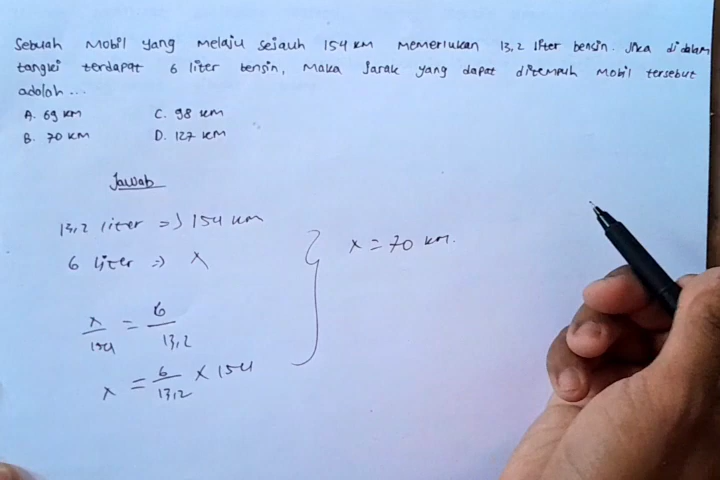 Sebuah mobil yang melaju sejauh 154 km memerlukan 13,2 liter bensin. Jika di dalam
tangki terdapat 6 liter bensin, maka jarak yang dapat ditempuh mobil tersebut
adalah...
A. 69 km C. 98 km
B. 70 km D. 127 km
Jawab
13,2 liter => 154 km
6 liter => x
x/154 = 6/13,2
x = 6/13,2 × 154
x = 70 km.